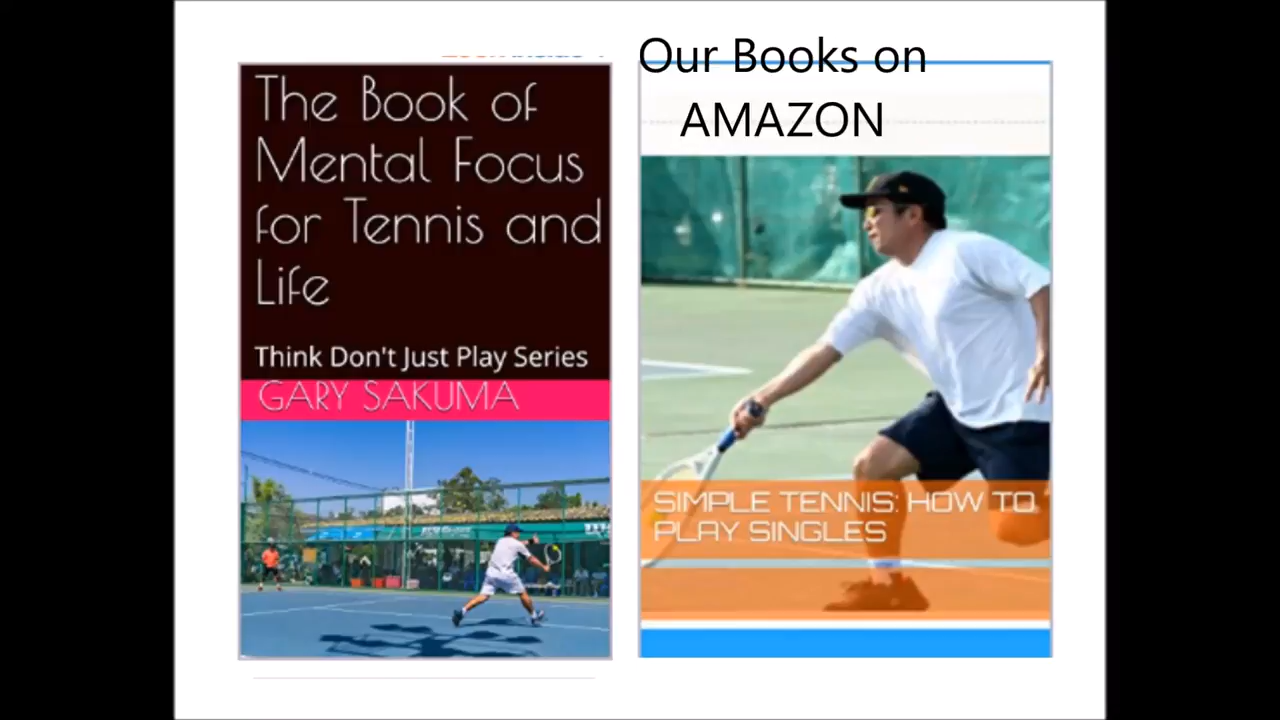 The Book of
Mental Focus
for Tennis and
Life
Think Don't Just Play Series
GARY SAKUMA
Our Books on
AMAZON
SIMPLE TENNIS: HOW TO
PLAY SINGLES